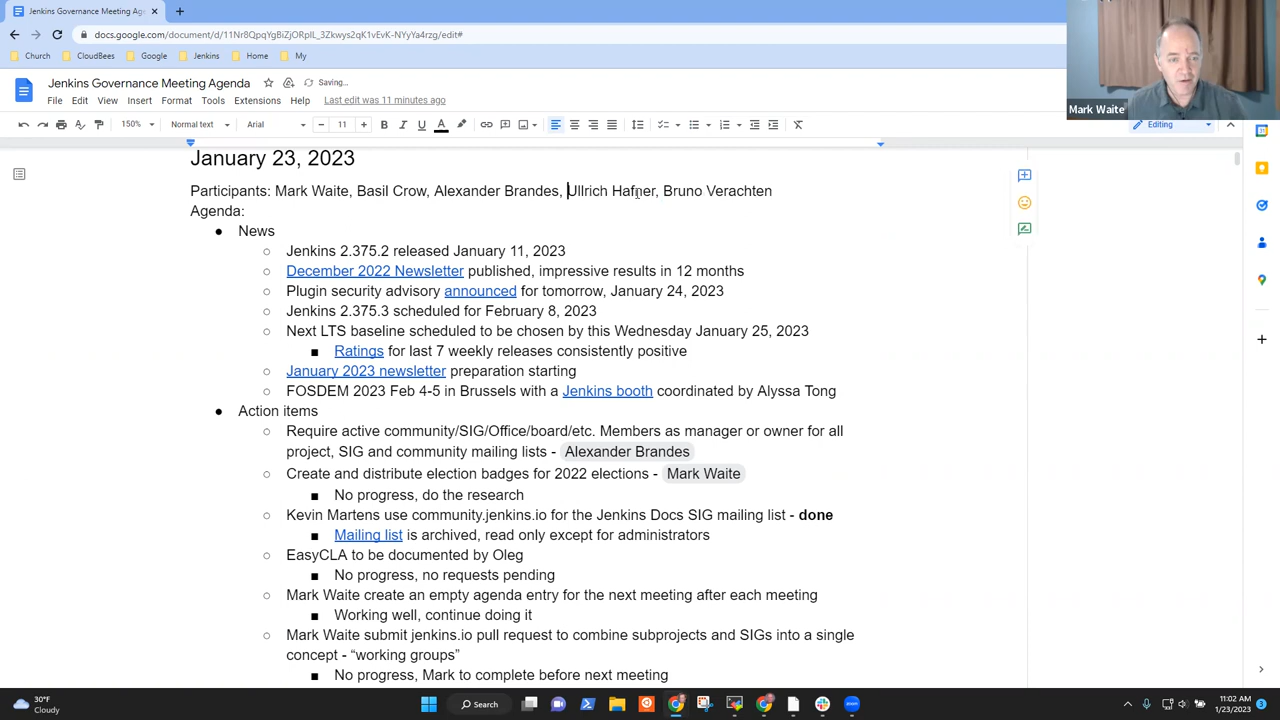 Jenkins Governance Meeting Age
docs.google.com/document/d/11Nr8QpqYgBiZjORpIL_3Zkwys2qK1vEvK-NYyYa4rzg/edit#
Church
CloudBees
Google
Jenkins
Home
My
Jenkins Governance Meeting Agenda
Saving...
File Edit View Insert Format Tools Extensions Help Last edit was 11 minutes ago
150% Normal text Arial 11 B I U A Editing
Mark Waite
January 23, 2023
Participants: Mark Waite, Basil Crow, Alexander Brandes, Ullrich Hafner, Bruno Verachten
Agenda:
● News
○ Jenkins 2.375.2 released January 11, 2023
○ December 2022 Newsletter published, impressive results in 12 months
○ Plugin security advisory announced for tomorrow, January 24, 2023
○ Jenkins 2.375.3 scheduled for February 8, 2023
○ Next LTS baseline scheduled to be chosen by this Wednesday January 25, 2023
■ Ratings for last 7 weekly releases consistently positive
○ January 2023 newsletter preparation starting
○ FOSDEM 2023 Feb 4-5 in Brussels with a Jenkins booth coordinated by Alyssa Tong
● Action items
○ Require active community/SIG/Office/board/etc. Members as manager or owner for all
project, SIG and community mailing lists - Alexander Brandes
○ Create and distribute election badges for 2022 elections - Mark Waite
■ No progress, do the research
○ Kevin Martens use community.jenkins.io for the Jenkins Docs SIG mailing list - done
■ Mailing list is archived, read only except for administrators
○ EasyCLA to be documented by Oleg
■ No progress, no requests pending
○ Mark Waite create an empty agenda entry for the next meeting after each meeting
■ Working well, continue doing it
○ Mark Waite submit jenkins.io pull request to combine subprojects and SIGs into a single
concept - “working groups”
■ No progress, Mark to complete before next meeting
30°F
Cloudy
Search
11:02 AM
1/23/2023
3